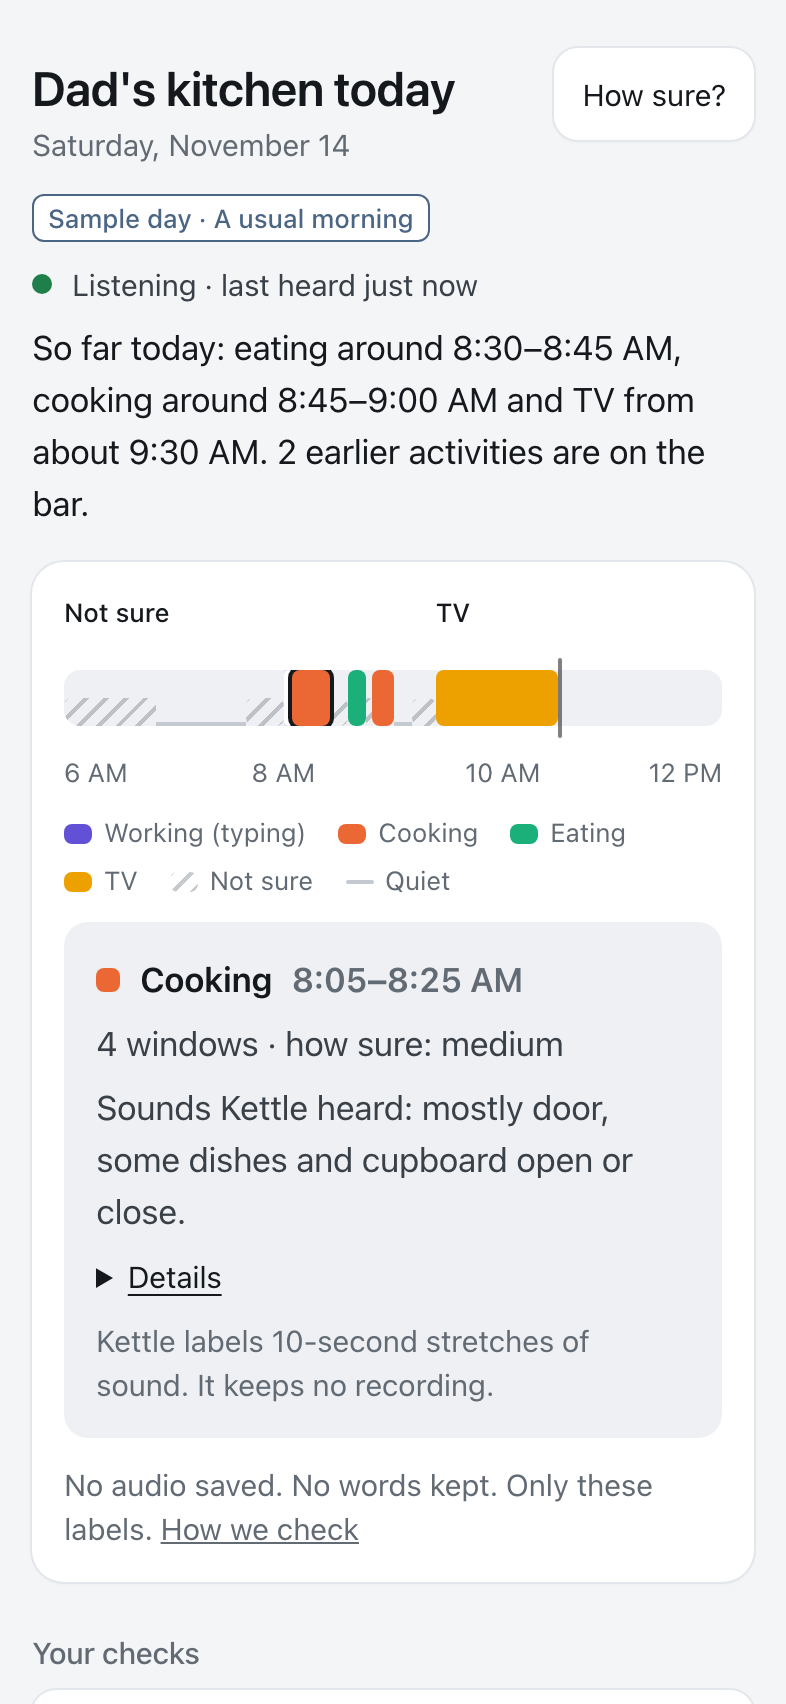 Dad's kitchen today
How sure?
Saturday, November 14
Sample day · A usual morning
Listening · last heard just now
So far today: eating around 8:30–8:45 AM,
cooking around 8:45–9:00 AM and TV from
about 9:30 AM. 2 earlier activities are on the
bar.
Not sure
TV
6 AM
8 AM
10 AM
12 PM
Working (typing)
Cooking
Eating
TV
Not sure
Quiet
Cooking 8:05–8:25 AM
4 windows · how sure: medium
Sounds Kettle heard: mostly door,
some dishes and cupboard open or
close.
Details
Kettle labels 10-second stretches of
sound. It keeps no recording.
No audio saved. No words kept. Only these
labels. How we check
Your checks